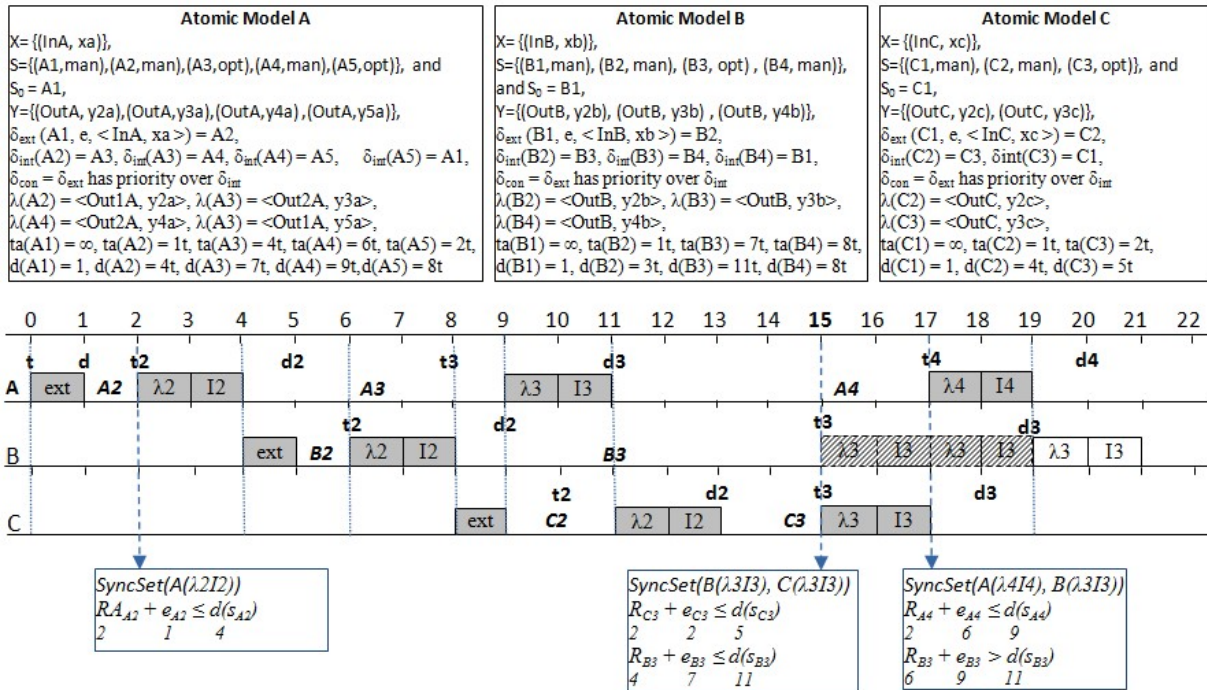 Atomic Model A
X= {(InA, xa)},
S={(A1,man),(A2,man),(A3,opt),(A4,man),(A5,opt)}, and
S₀ = A1,
Y={(OutA, y2a),(OutA,y3a),(OutA,y4a) ,(OutA,y5a)},
δext (A1, e, < InA, xa >) = A2,
δint(A2) = A3, δint(A3) = A4, δint(A4) = A5, δint(A5) = A1,
δcon = δext has priority over δint
λ(A2) = <Out1A, y2a>, λ(A3) = <Out2A, y3a>,
λ(A4) = <Out2A, y4a>, λ(A3) = <Out1A, y5a>
ta(A1) = ∞, ta(A2) = 1t, ta(A3) = 4t, ta(A4) = 6t, ta(A5) = 2t,
d(A1) = 1, d(A2) = 4t, d(A3) = 7t, d(A4) = 9t,d(A5) = 8t
Atomic Model B
X= {(InB, xb)},
S={(B1,man), (B2, man), (B3, opt) , (B4, man)},
and S₀ = B1,
Y={(OutB, y2b), (OutB, y3b) , (OutB, y4b)},
δext (B1, e, < InB, xb >) = B2,
δint(B2) = B3, δint(B3) = B4, δint(B4) = B1,
δcon = δext has priority over δint
λ(B2) = <OutB, y2b>, λ(B3) = <OutB, y3b>,
λ(B4) = <OutB, y4b>,
ta(B1) = ∞, ta(B2) = 1t, ta(B3) = 7t, ta(B4) = 8t,
d(B1) = 1, d(B2) = 3t, d(B3) = 11t, d(B4) = 8t
Atomic Model C
X= {(InC, xc)},
S={(C1,man), (C2, man), (C3, opt)}, and
S₀ = C1,
Y={(OutC, y2c), (OutC, y3c)},
δext (C1, e, < InC, xc >) = C2,
δint(C2) = C3, δint(C3) = C1,
δcon = δext has priority over δint
λ(C2) = <OutC, y2c>,
λ(C3) = <OutC, y3c>,
ta(C1) = ∞, ta(C2) = 1t, ta(C3) = 2t,
d(C1) = 1, d(C2) = 4t, d(C3) = 5t
0 1 2 3 4 5 6 7 8 9 10 11 12 13 14 15 16 17 18 19 20 21 22
t d t2 d2 t3 d3 t4 d4
A ext A2 λ2 I2 A3 λ3 I3 A4 λ4 I4
t2 d2 t3 d3
B ext B2 λ2 I2 B3 λ3 I3 λ3 I3 λ3 I3
t2 d2 t3 d3
C ext C2 λ2 I2 C3 λ3 I3
SyncSet(A(λ2I2))
RA_A2 + e_A2 ≤ d(s_A2)
2 1 4
SyncSet(B(λ3I3), C(λ3I3))
R_C3 + e_C3 ≤ d(s_C3)
2 2 5
R_B3 + e_B3 ≤ d(s_B3)
4 7 11
SyncSet(A(λ4I4), B(λ3I3))
R_A4 + e_A4 ≤ d(s_A4)
2 6 9
R_B3 + e_B3 > d(s_B3)
6 9 11